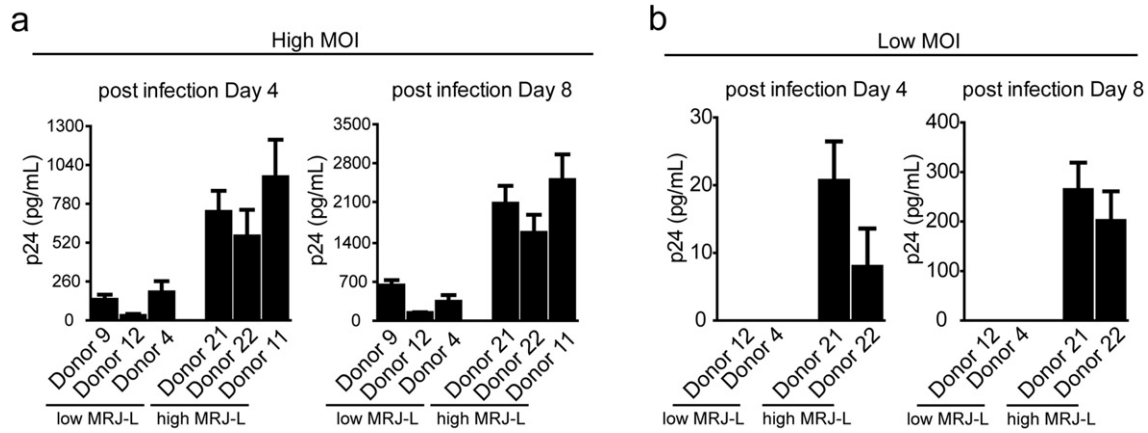 a
High MOI
post infection Day 4
1300
1040
780
520
260
0
p24 (pg/mL)
Donor 9
Donor 12
Donor 4
Donor 21
Donor 22
Donor 11
low MRJ-L
high MRJ-L
post infection Day 8
3500
2800
2100
1400
700
0
p24 (pg/mL)
Donor 9
Donor 12
Donor 4
Donor 21
Donor 22
Donor 11
low MRJ-L
high MRJ-L
b
Low MOI
post infection Day 4
30
20
10
0
p24 (pg/mL)
Donor 12
Donor 4
Donor 21
Donor 22
low MRJ-L
high MRJ-L
post infection Day 8
400
300
200
100
0
p24 (pg/mL)
Donor 12
Donor 4
Donor 21
Donor 22
low MRJ-L
high MRJ-L